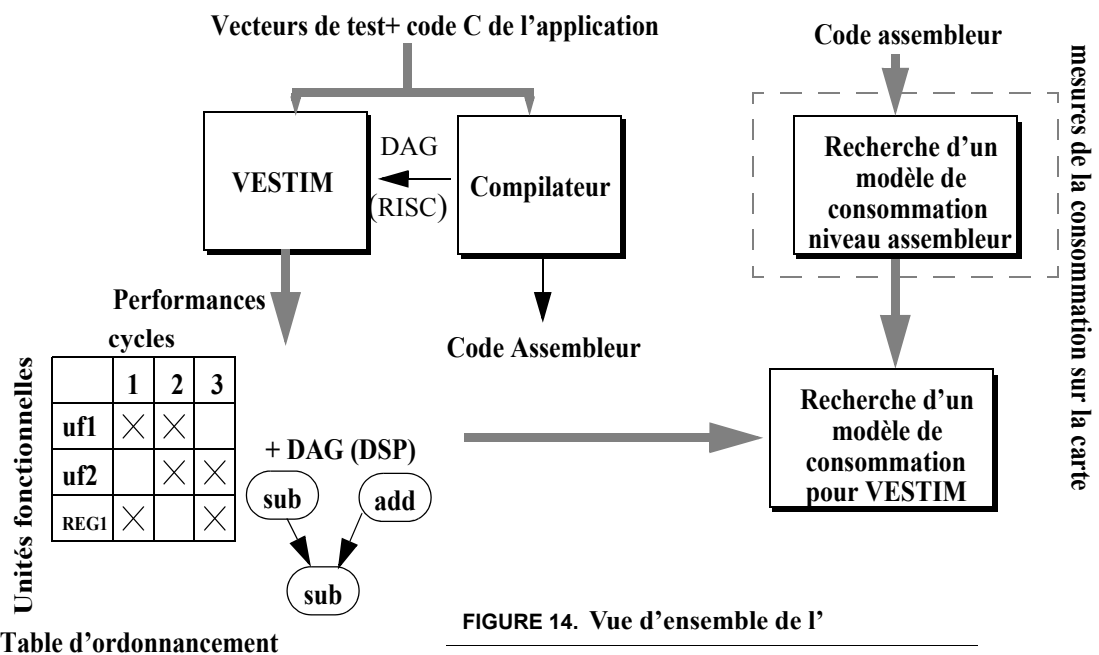 Vecteurs de test+ code C de l’application
Code assembleur
mesures de la consommation sur la carte
VESTIM
DAG
(RISC)
Compilateur
Recherche d’un
modèle de
consommation
niveau assembleur
Performances
cycles
Code Assembleur
Unités fonctionnelles
1 2 3
uf1 × ×
uf2 × ×
REG1 × ×
+ DAG (DSP)
sub add
sub
Recherche d’un
modèle de
consommation
pour VESTIM
FIGURE 14. Vue d’ensemble de l’
Table d’ordonnancement